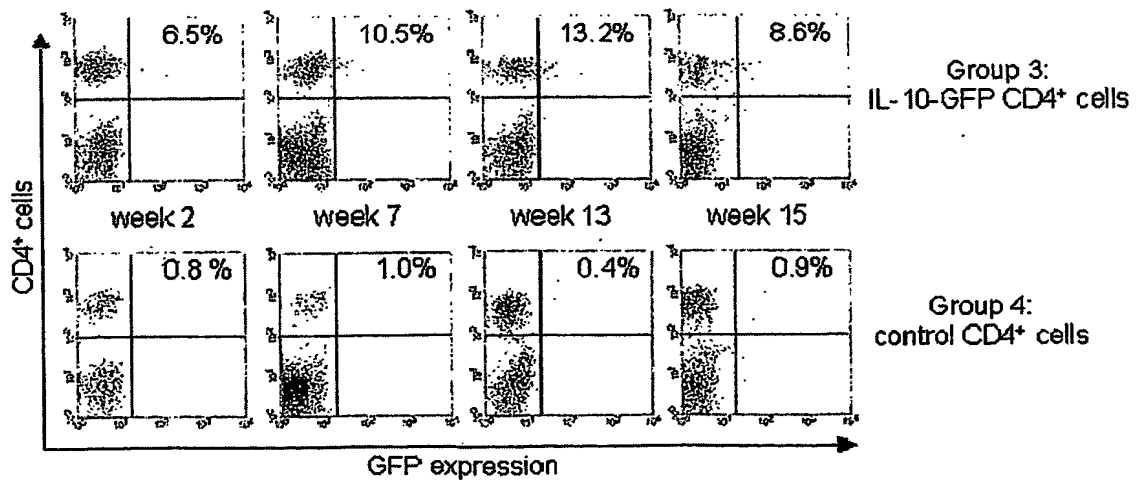 6.5%
10.5%
13.2%
8.6%
Group 3:
IL-10-GFP CD4⁺ cells
week 2
week 7
week 13
week 15
CD4⁺ cells
0.8 %
1.0%
0.4%
0.9%
Group 4:
control CD4⁺ cells
GFP expression